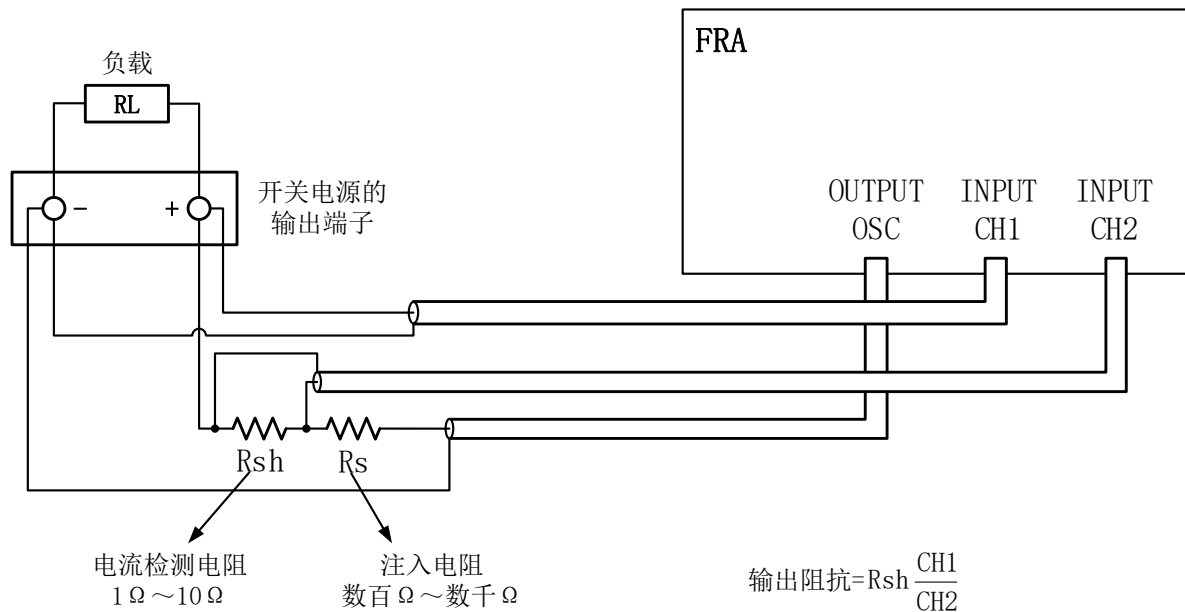 FRA
负载
RL
开关电源的
输出端子
-
+
OUTPUT
OSC
INPUT
CH1
INPUT
CH2
Rsh
Rs
电流检测电阻
1Ω～10Ω
注入电阻
数百Ω～数千Ω
输出阻抗=Rsh CH1/CH2